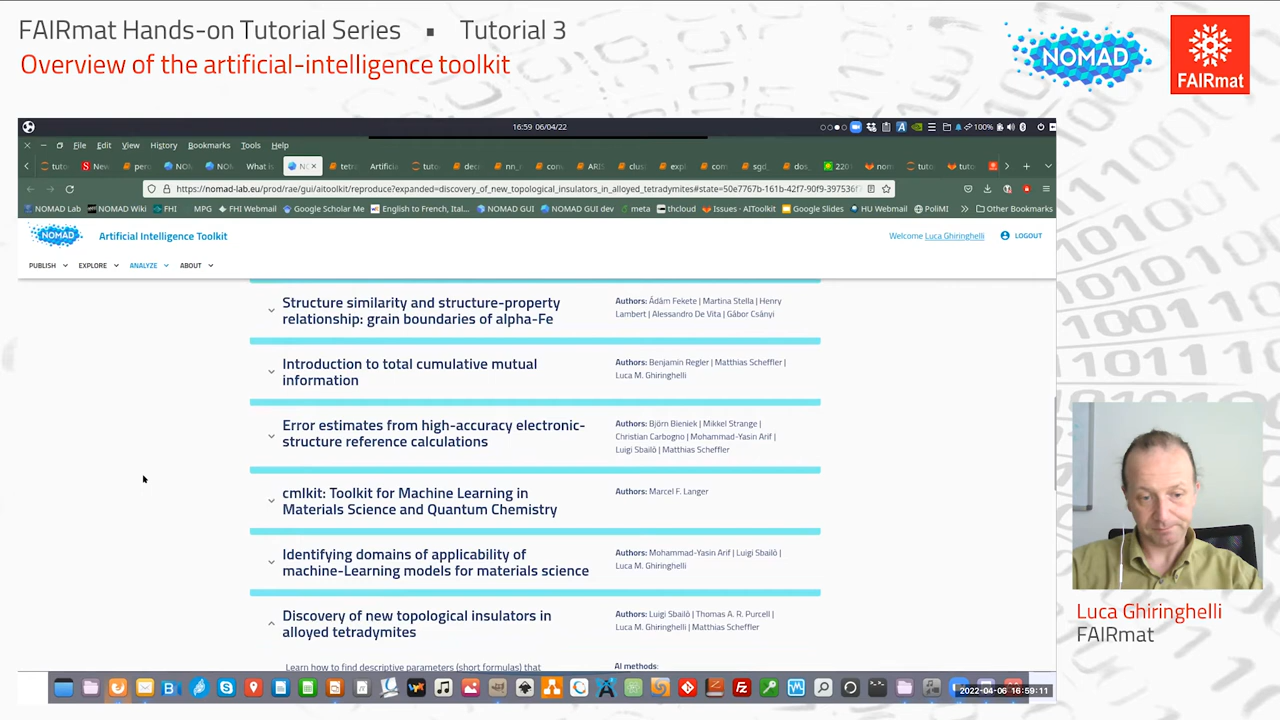 FAIRmat Hands-on Tutorial Series ▪ Tutorial 3
Overview of the artificial-intelligence toolkit
NOMAD
FAIRmat
16:59 06/04/22
100%
File Edit View History Bookmarks Tools Help
What is
Artificial
https://nomad-lab.eu/prod/rae/gui/aitoolkit/reproduce?expanded=discovery_of_new_topological_insulators_in_alloyed_tetradymites#state=50e7767b-161b-42f7-90f9-397536f
NOMAD Lab NOMAD Wiki FHI MPG FHI Webmail Google Scholar Me English to French, Ital... NOMAD GUI NOMAD GUI dev meta thcloud Issues · AIToolkit Google Slides HU Webmail PoliMI Other Bookmarks
NOMAD Artificial Intelligence Toolkit
Welcome Luca Ghiringhelli LOGOUT
PUBLISH EXPLORE ANALYZE ABOUT
Structure similarity and structure-property
relationship: grain boundaries of alpha-Fe
Authors: Ádám Fekete | Martina Stella | Henry
Lambert | Alessandro De Vita | Gábor Csányi
Introduction to total cumulative mutual
information
Authors: Benjamin Regler | Matthias Scheffler |
Luca M. Ghiringhelli
Error estimates from high-accuracy electronic-
structure reference calculations
Authors: Björn Bieniek | Mikkel Strange |
Christian Carbogno | Mohammad-Yasin Arif |
Luigi Sbailò | Matthias Scheffler
cmlkit: Toolkit for Machine Learning in
Materials Science and Quantum Chemistry
Authors: Marcel F. Langer
Identifying domains of applicability of
machine-Learning models for materials science
Authors: Mohammad-Yasin Arif | Luigi Sbailò |
Luca M. Ghiringhelli
Discovery of new topological insulators in
alloyed tetradymites
Authors: Luigi Sbailò | Thomas A. R. Purcell |
Luca M. Ghiringhelli | Matthias Scheffler
Learn how to find descriptive parameters (short formulas) that
AI methods:
2022-04-06 16:59:11
Luca Ghiringhelli
FAIRmat